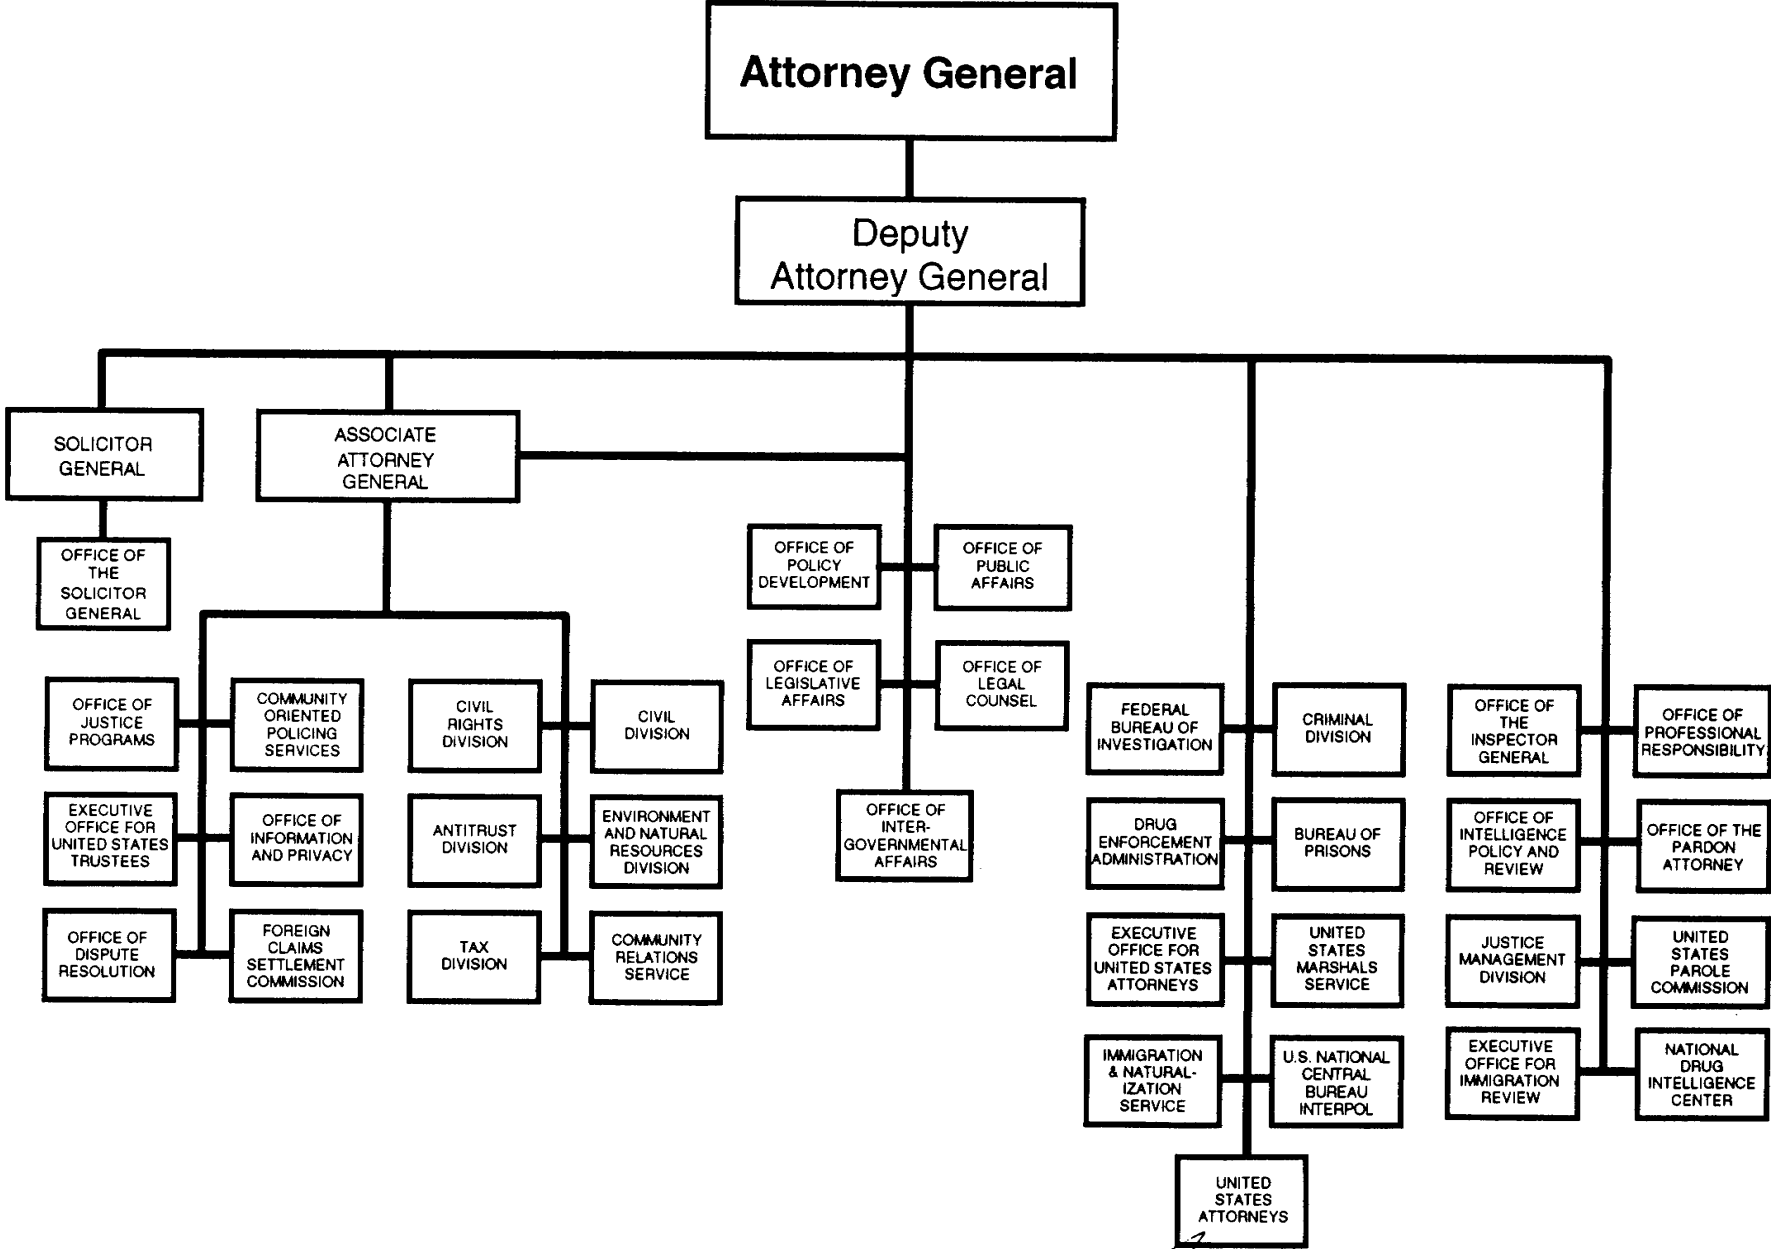 Attorney General
Deputy
Attorney General
SOLICITOR
GENERAL
ASSOCIATE
ATTORNEY
GENERAL
OFFICE OF
THE
SOLICITOR
GENERAL
OFFICE OF
POLICY
DEVELOPMENT
OFFICE OF
PUBLIC
AFFAIRS
OFFICE OF
LEGISLATIVE
AFFAIRS
OFFICE OF
LEGAL
COUNSEL
OFFICE OF
INTER-
GOVERNMENTAL
AFFAIRS
OFFICE OF
JUSTICE
PROGRAMS
COMMUNITY
ORIENTED
POLICING
SERVICES
EXECUTIVE
OFFICE FOR
UNITED STATES
TRUSTEES
OFFICE OF
INFORMATION
AND PRIVACY
OFFICE OF
DISPUTE
RESOLUTION
FOREIGN
CLAIMS
SETTLEMENT
COMMISSION
CIVIL
RIGHTS
DIVISION
CIVIL
DIVISION
ANTITRUST
DIVISION
ENVIRONMENT
AND NATURAL
RESOURCES
DIVISION
TAX
DIVISION
COMMUNITY
RELATIONS
SERVICE
FEDERAL
BUREAU OF
INVESTIGATION
CRIMINAL
DIVISION
DRUG
ENFORCEMENT
ADMINISTRATION
BUREAU OF
PRISONS
EXECUTIVE
OFFICE FOR
UNITED STATES
ATTORNEYS
UNITED
STATES
MARSHALS
SERVICE
IMMIGRATION
& NATURAL-
IZATION
SERVICE
U.S. NATIONAL
CENTRAL
BUREAU
INTERPOL
UNITED
STATES
ATTORNEYS
OFFICE OF
THE
INSPECTOR
GENERAL
OFFICE OF
PROFESSIONAL
RESPONSIBILITY
OFFICE OF
INTELLIGENCE
POLICY AND
REVIEW
OFFICE OF THE
PARDON
ATTORNEY
JUSTICE
MANAGEMENT
DIVISION
UNITED
STATES
PAROLE
COMMISSION
EXECUTIVE
OFFICE FOR
IMMIGRATION
REVIEW
NATIONAL
DRUG
INTELLIGENCE
CENTER